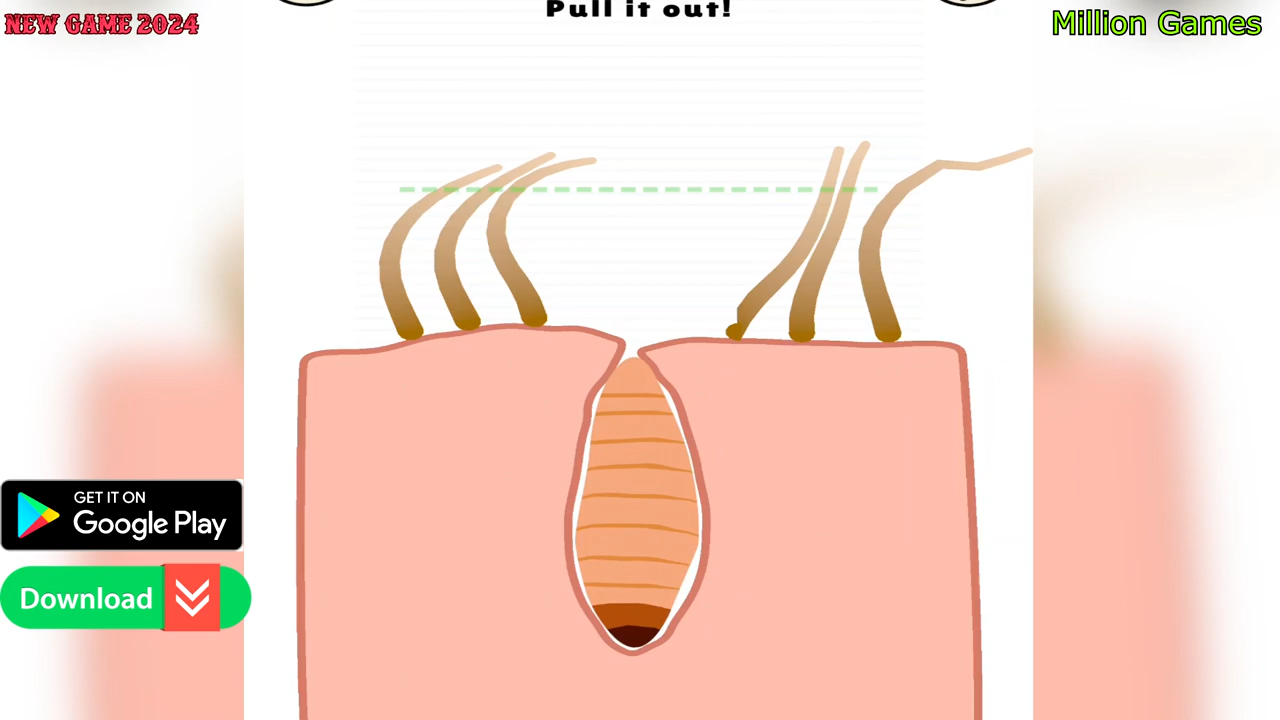 Pull it out!
NEW GAME 2024
Million Games
GET IT ON
Google Play
Download